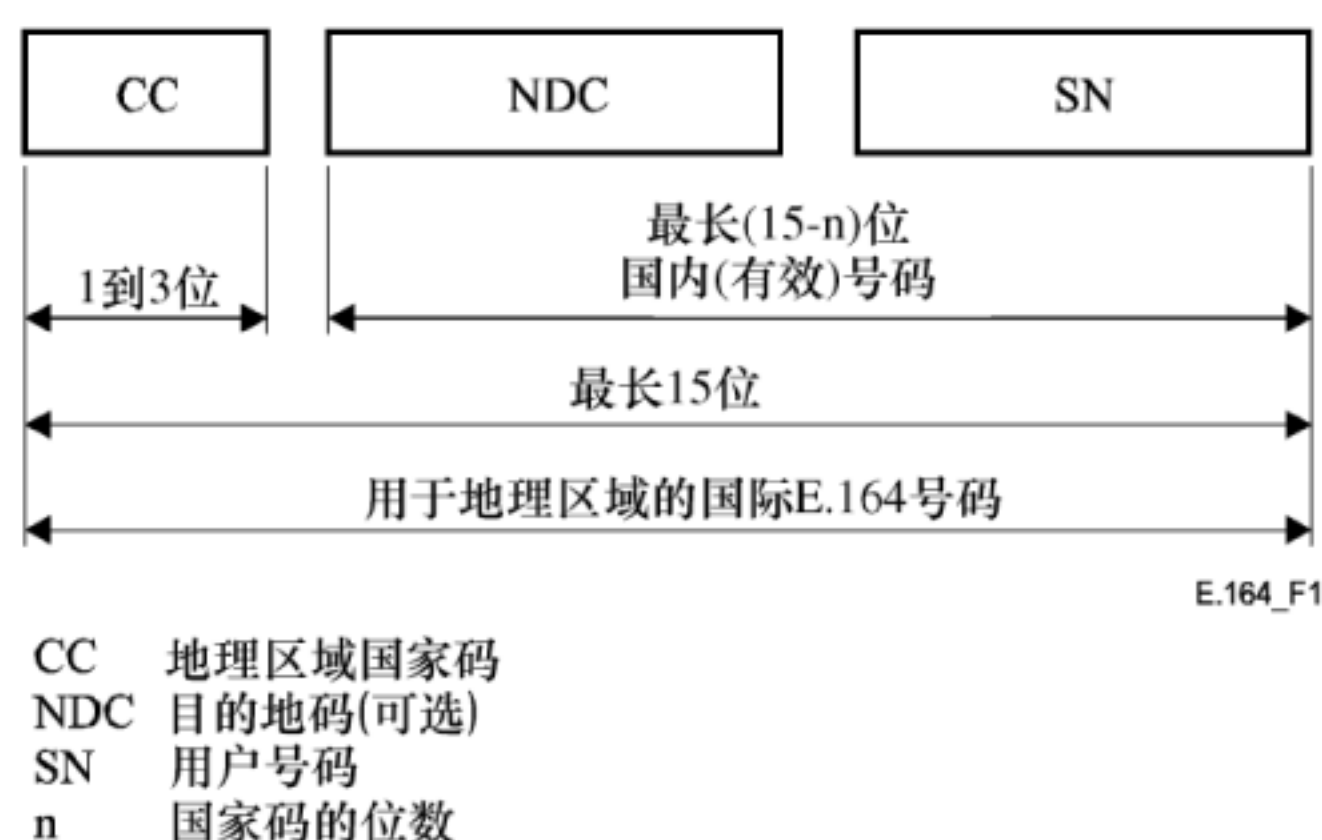 CC NDC SN
最长(15-n)位
国内(有效)号码
1到3位
最长15位
用于地理区域的国际E.164号码
E.164_F1
CC 地理区域国家码
NDC 目的地码(可选)
SN 用户号码
n 国家码的位数